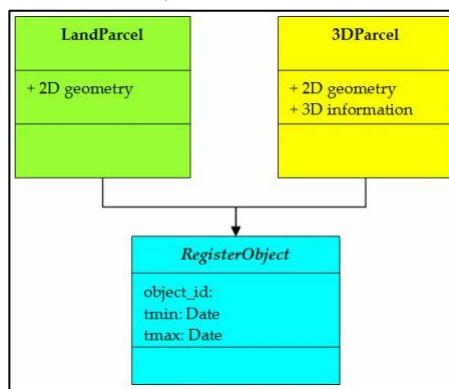 LandParcel
+ 2D geometry
3DParcel
+ 2D geometry
+ 3D information
RegisterObject
object_id:
tmin: Date
tmax: Date